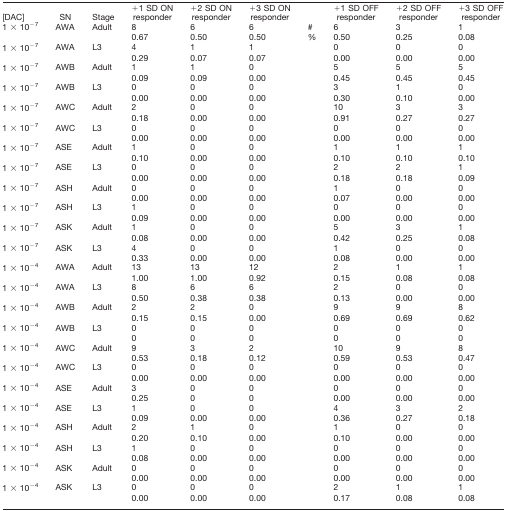 +1 SD ON +2 SD ON +3 SD ON +1 SD OFF +2 SD OFF +3 SD OFF
[DAC] SN Stage responder responder responder responder responder responder
1 × 10⁻⁷ AWA Adult 8 6 6 # 6 3 1
0.67 0.50 0.50 % 0.50 0.25 0.08
1 × 10⁻⁷ AWA L3 4 1 1 0 0 0
0.29 0.07 0.07 0.00 0.00 0.00
1 × 10⁻⁷ AWB Adult 1 1 0 5 5 5
0.09 0.09 0.00 0.45 0.45 0.45
1 × 10⁻⁷ AWB L3 0 0 0 3 1 0
0.00 0.00 0.00 0.30 0.10 0.00
1 × 10⁻⁷ AWC Adult 2 0 0 10 3 3
0.18 0.00 0.00 0.91 0.27 0.27
1 × 10⁻⁷ AWC L3 0 0 0 0 0 0
0.00 0.00 0.00 0.00 0.00 0.00
1 × 10⁻⁷ ASE Adult 1 0 0 1 1 1
0.10 0.00 0.00 0.10 0.10 0.10
1 × 10⁻⁷ ASE L3 0 0 0 2 2 1
0.00 0.00 0.00 0.18 0.18 0.09
1 × 10⁻⁷ ASH Adult 0 0 0 1 0 0
0.00 0.00 0.00 0.07 0.00 0.00
1 × 10⁻⁷ ASH L3 1 0 0 0 0 0
0.09 0.00 0.00 0.00 0.00 0.00
1 × 10⁻⁷ ASK Adult 1 0 0 5 3 1
0.08 0.00 0.00 0.42 0.25 0.08
1 × 10⁻⁷ ASK L3 4 0 0 1 0 0
0.33 0.00 0.00 0.08 0.00 0.00
1 × 10⁻⁴ AWA Adult 13 13 12 2 1 1
1.00 1.00 0.92 0.15 0.08 0.08
1 × 10⁻⁴ AWA L3 8 6 6 2 0 0
0.50 0.38 0.38 0.13 0.00 0.00
1 × 10⁻⁴ AWB Adult 2 2 0 9 9 8
0.15 0.15 0.00 0.69 0.69 0.62
1 × 10⁻⁴ AWB L3 0 0 0 0 0 0
0 0 0 0 0 0
1 × 10⁻⁴ AWC Adult 9 3 2 10 9 8
0.53 0.18 0.12 0.59 0.53 0.47
1 × 10⁻⁴ AWC L3 0 0 0 0 0 0
0.00 0.00 0.00 0.00 0.00 0.00
1 × 10⁻⁴ ASE Adult 3 0 0 0 0 0
0.25 0 0 0.00 0.00 0.00
1 × 10⁻⁴ ASE L3 1 0 0 4 3 2
0.09 0.00 0.00 0.36 0.27 0.18
1 × 10⁻⁴ ASH Adult 2 1 0 1 0 0
0.20 0.10 0.00 0.10 0.00 0.00
1 × 10⁻⁴ ASH L3 1 0 0 0 0 0
0.08 0.00 0.00 0.00 0.00 0.00
1 × 10⁻⁴ ASK Adult 0 0 0 0 0 0
0.00 0.00 0.00 0.00 0.00 0.00
1 × 10⁻⁴ ASK L3 0 0 0 2 1 1
0.00 0.00 0.00 0.17 0.08 0.08